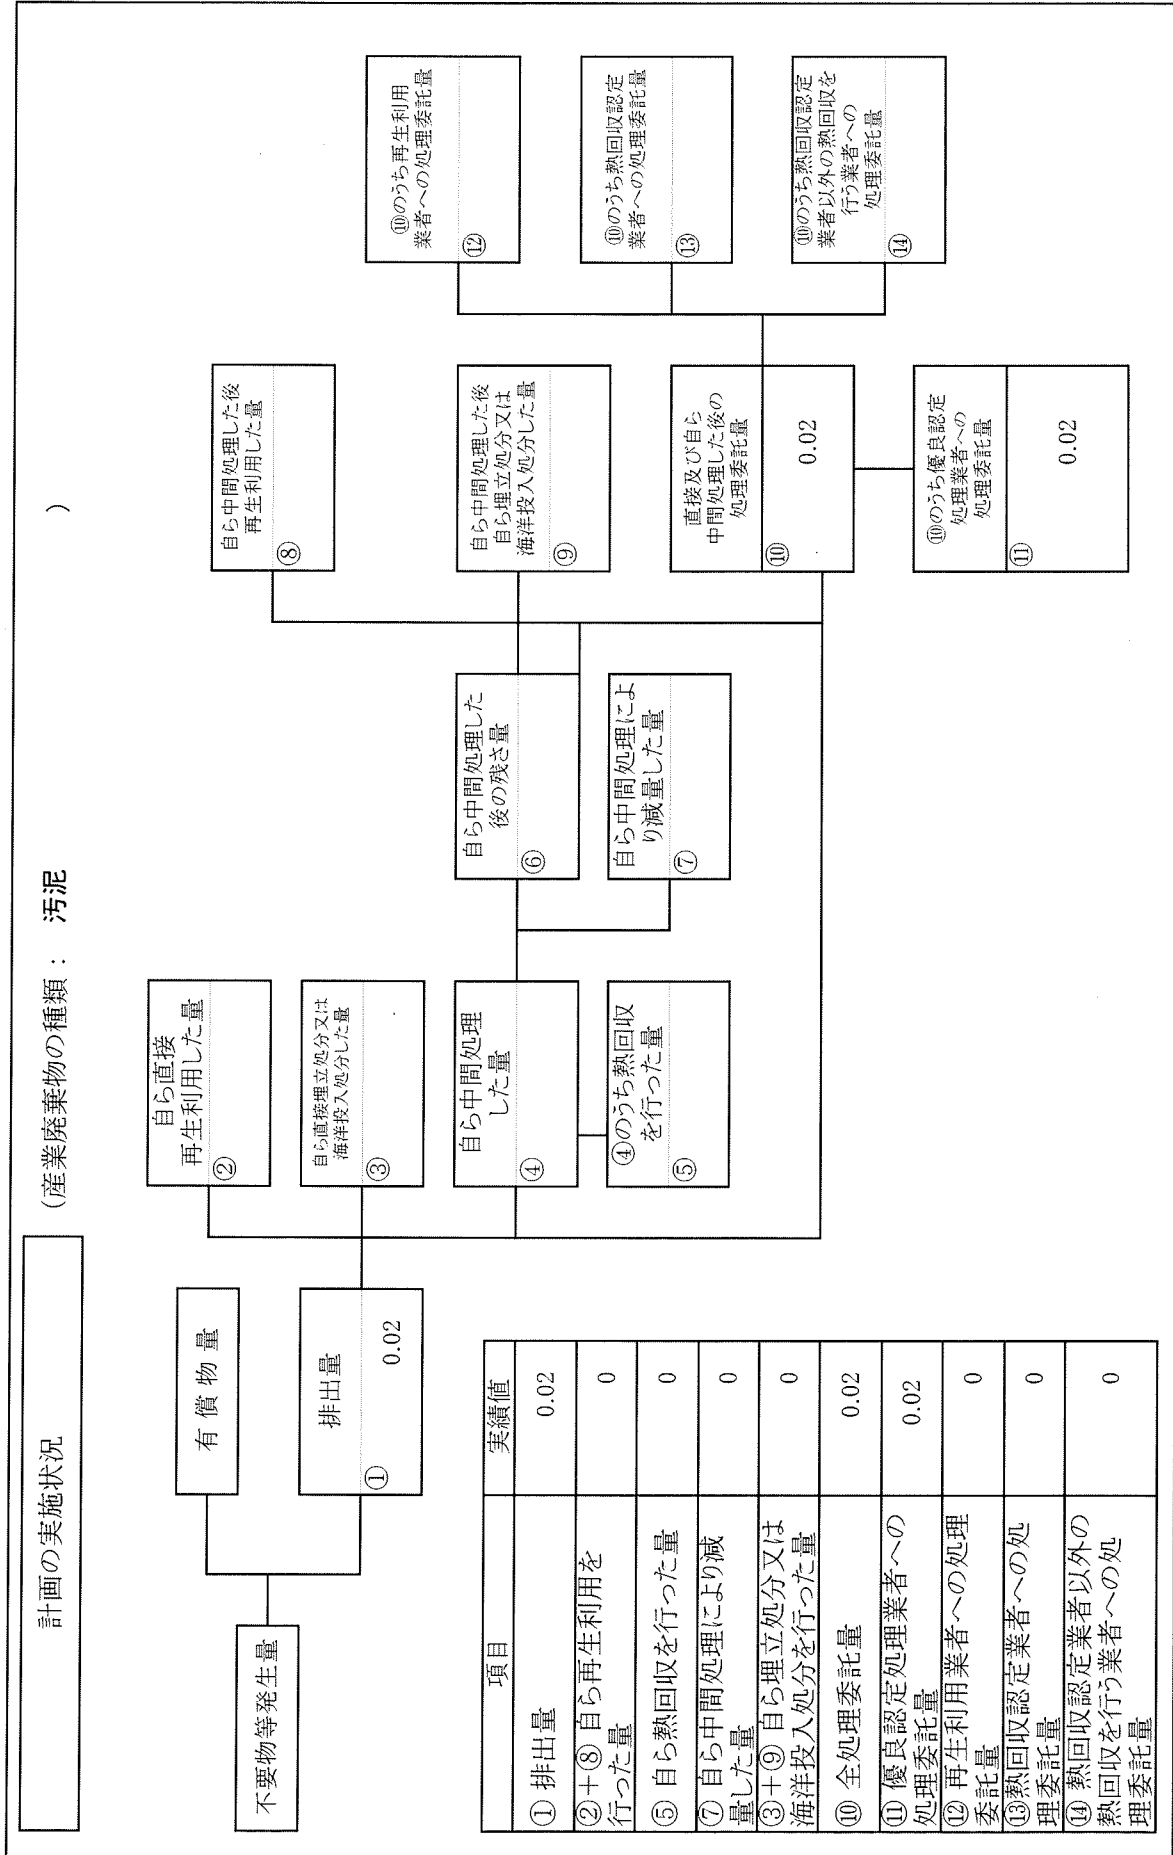 計画の実施状況
(産業廃棄物の種類： 汚泥 )
不要物等発生量
有償物量
排出量
① 0.02
自ら直接
再生利用した量
②
自ら直接埋立処分又は
海洋投入処分した量
③
自ら中間処理
した量
④
④のうち熱回収
を行った量
⑤
自ら中間処理した
後の残さ量
⑥
自ら中間処理によ
り減量した量
⑦
自ら中間処理した後
再生利用した量
⑧
自ら中間処理した後
自ら埋立処分又は
海洋投入処分した量
⑨
直接及び自ら
中間処理した後の
処理委託量
⑩ 0.02
⑩のうち優良認定
処理業者への
処理委託量
⑪ 0.02
⑩のうち再生利用
業者への処理委託量
⑫
⑩のうち熱回収認定
業者への処理委託量
⑬
⑩のうち熱回収認定
業者以外の熱回収を
行う業者への
処理委託量
⑭
項目 実績値
① 排出量 0.02
②＋⑧ 自ら再生利用を
行った量 0
⑤ 自ら熱回収を行った量 0
⑦ 自ら中間処理により減
量した量 0
③＋⑨ 自ら埋立処分又は
海洋投入処分を行った量 0
⑩ 全処理委託量 0.02
⑪ 優良認定処理業者への
処理委託量 0.02
⑫ 再生利用業者への処理
委託量 0
⑬熱回収認定業者への処
理委託量 0
⑭ 熱回収認定業者以外の
熱回収を行う業者への処
理委託量 0